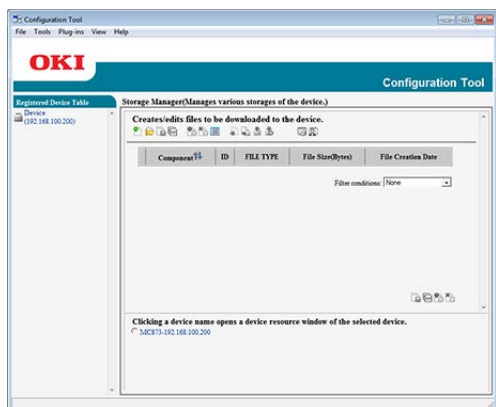 Configuration Tool
File Tools Plug-ins View Help
OKI
Configuration Tool
Registered Device Table
Device
(192.168.100.200)
Storage Manager(Manages various storages of the device.)
Creates/edits files to be downloaded to the device.
Component ID FILE TYPE File Size(Bytes) File Creation Date
Filter conditions: None
Clicking a device name opens a device resource window of the selected device.
MC873-192.168.100.200